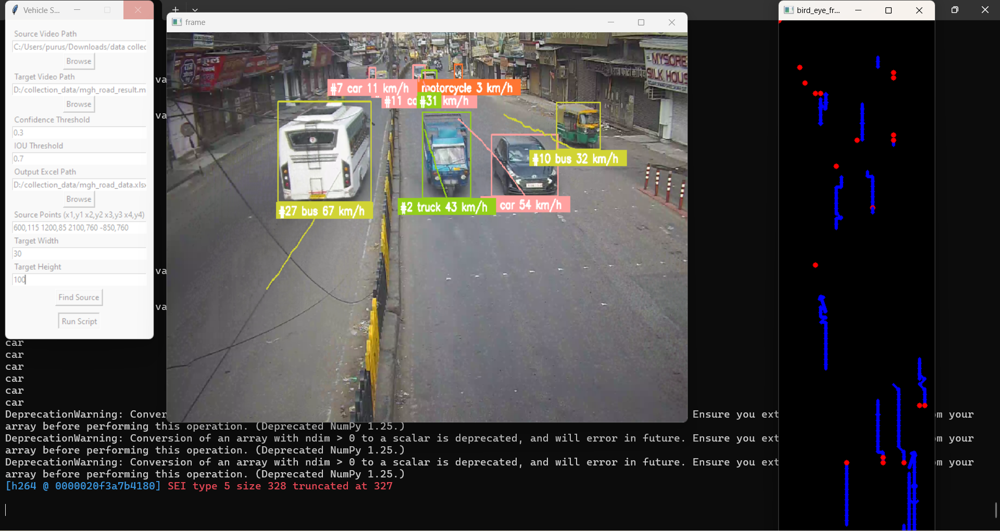 Vehicle S...
Source Video Path
C:/Users/purus/Downloads/data collec
Browse
Target Video Path
D:/collection_data/mgh_road_result.m
Browse
Confidence Threshold
0.3
IOU Threshold
0.7
Output Excel Path
D:/collection_data/mgh_road_data.xlsx
Browse
Source Points (x1,y1 x2,y2 x3,y3 x4,y4)
600,115 1200,85 2100,760 -850,760
Target Width
30
Target Height
100
Find Source
Run Script
va
va
va
va
frame
MYSORE
SILK HOUS
#7 car 11 km/h
motorcycle 3 km/h
#11 ca
#31
km/h
#10 bus 32 km/h
#27 bus 67 km/h
#2 truck 43 km/h
car 54 km/h
bird_eye_fr...
car
car
car
car
car
car
DeprecationWarning: Conver Ensure you ext m your
array before performing this operation. (Deprecated NumPy 1.25.)
DeprecationWarning: Conversion of an array with ndim > 0 to a scalar is deprecated, and will error in future. Ensure you ext m your
array before performing this operation. (Deprecated NumPy 1.25.)
DeprecationWarning: Conversion of an array with ndim > 0 to a scalar is deprecated, and will error in future. Ensure you ext m your
array before performing this operation. (Deprecated NumPy 1.25.)
[h264 @ 0000020f3a7b4180] SEI type 5 size 328 truncated at 327